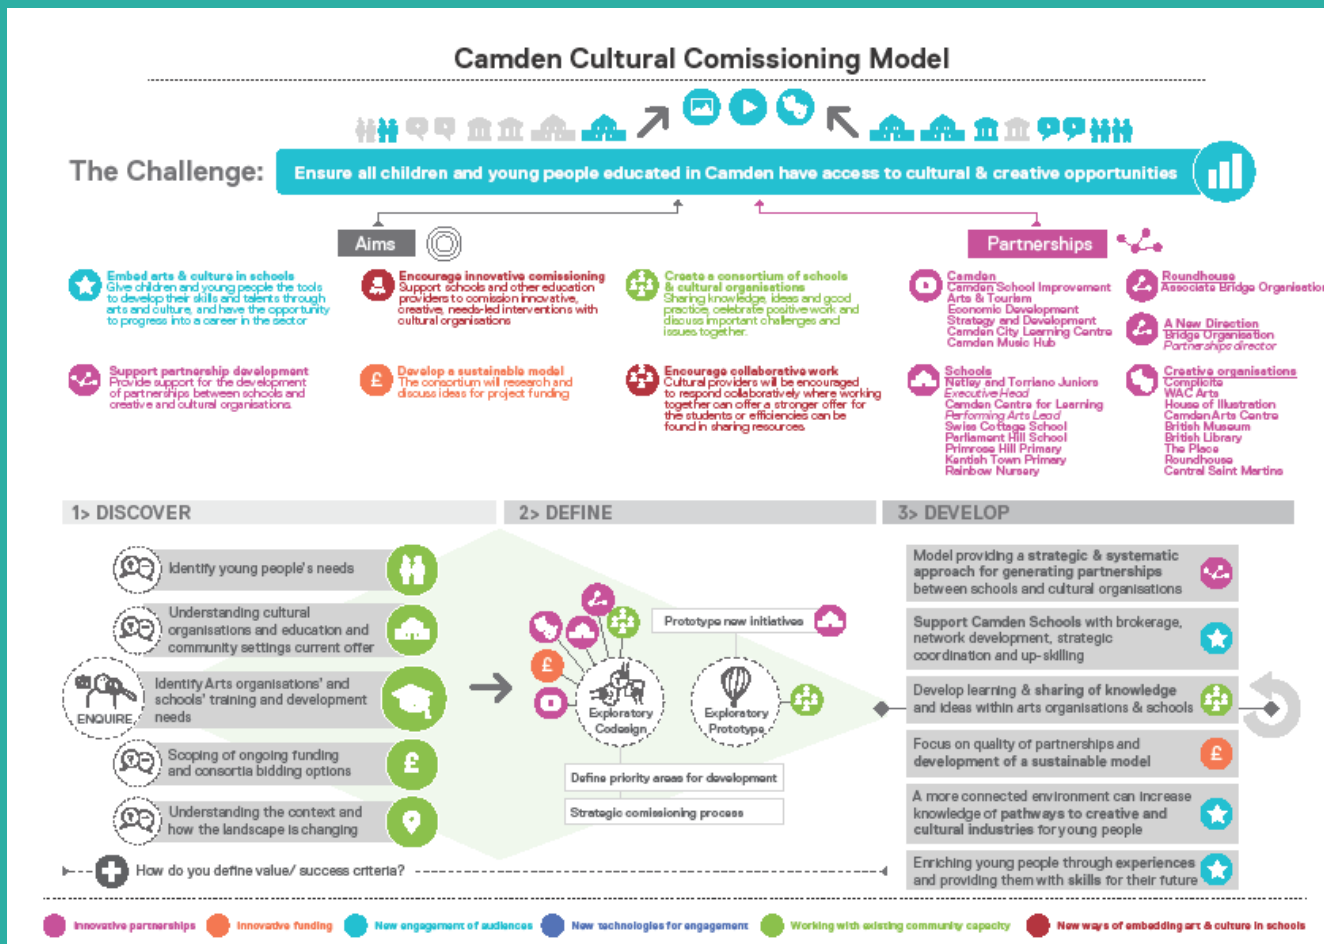 Camden Cultural Comissioning Model
The Challenge:
Ensure all children and young people educated in Camden have access to cultural & creative opportunities
Aims
Partnerships
Embed arts & culture in schools
Give children and young people the tools
to develop their skills and talents through
arts and culture, and have the opportunity
to progress into a career in the sector
Encourage innovative comissioning
Support schools and other education
providers to comission innovative,
creative, needs-led interventions with
cultural organisations
Create a consortium of schools
& cultural organisations
Sharing knowledge, ideas and good
practice, celebrate positive work and
discuss important challenges and
issues together.
Support partnership development
Provide support for the development
of partnerships between schools and
creative and cultural organisations.
£
Develop a sustainable model
The consortium will research and
discuss ideas for project funding
Encourage collaborative work
Cultural providers will be encouraged
to respond collaboratively where working
together can offer a stronger offer for
the students or efficiencies can be
found in sharing resources.
Camden
Camden School Improvement
Arts & Tourism
Economic Development
Strategy and Development
Camden City Learning Centre
Camden Music Hub
Roundhouse
Associate Bridge Organisation
A New Direction
Bridge Organisation
Partnerships director
Schools
Netley and Torriano Juniors
Executive Head
Camden Centre for Learning
Performing Arts Lead
Swiss Cottage School
Parliament Hill School
Primrose Hill Primary
Kentish Town Primary
Rainbow Nursery
Creative organisations
Complicite
WAC Arts
House of Illustration
Camden Arts Centre
British Museum
British Library
The Place
Roundhouse
Central Saint Martins
1> DISCOVER
2> DEFINE
3> DEVELOP
Identify young people's needs
Understanding cultural
organisations and education and
community settings current offer
ENQUIRE
Identify Arts organisations' and
schools' training and development
needs
Scoping of ongoing funding
and consortia bidding options
£
Understanding the context and
how the landscape is changing
How do you define value/ success criteria?
£
Exploratory
Codesign
Prototype new initiatives
Exploratory
Prototype
Define priority areas for development
Strategic comissioning process
Model providing a strategic & systematic
approach for generating partnerships
between schools and cultural organisations
Support Camden Schools with brokerage,
network development, strategic
coordination and up-skilling
Develop learning & sharing of knowledge
and ideas within arts organisations & schools
Focus on quality of partnerships and
development of a sustainable model
£
A more connected environment can increase
knowledge of pathways to creative and
cultural industries for young people
Enriching young people through experiences
and providing them with skills for their future
Innovative partnerships
Innovative funding
New engagement of audiences
New technologies for engagement
Working with existing community capacity
New ways of embedding art & culture in schools